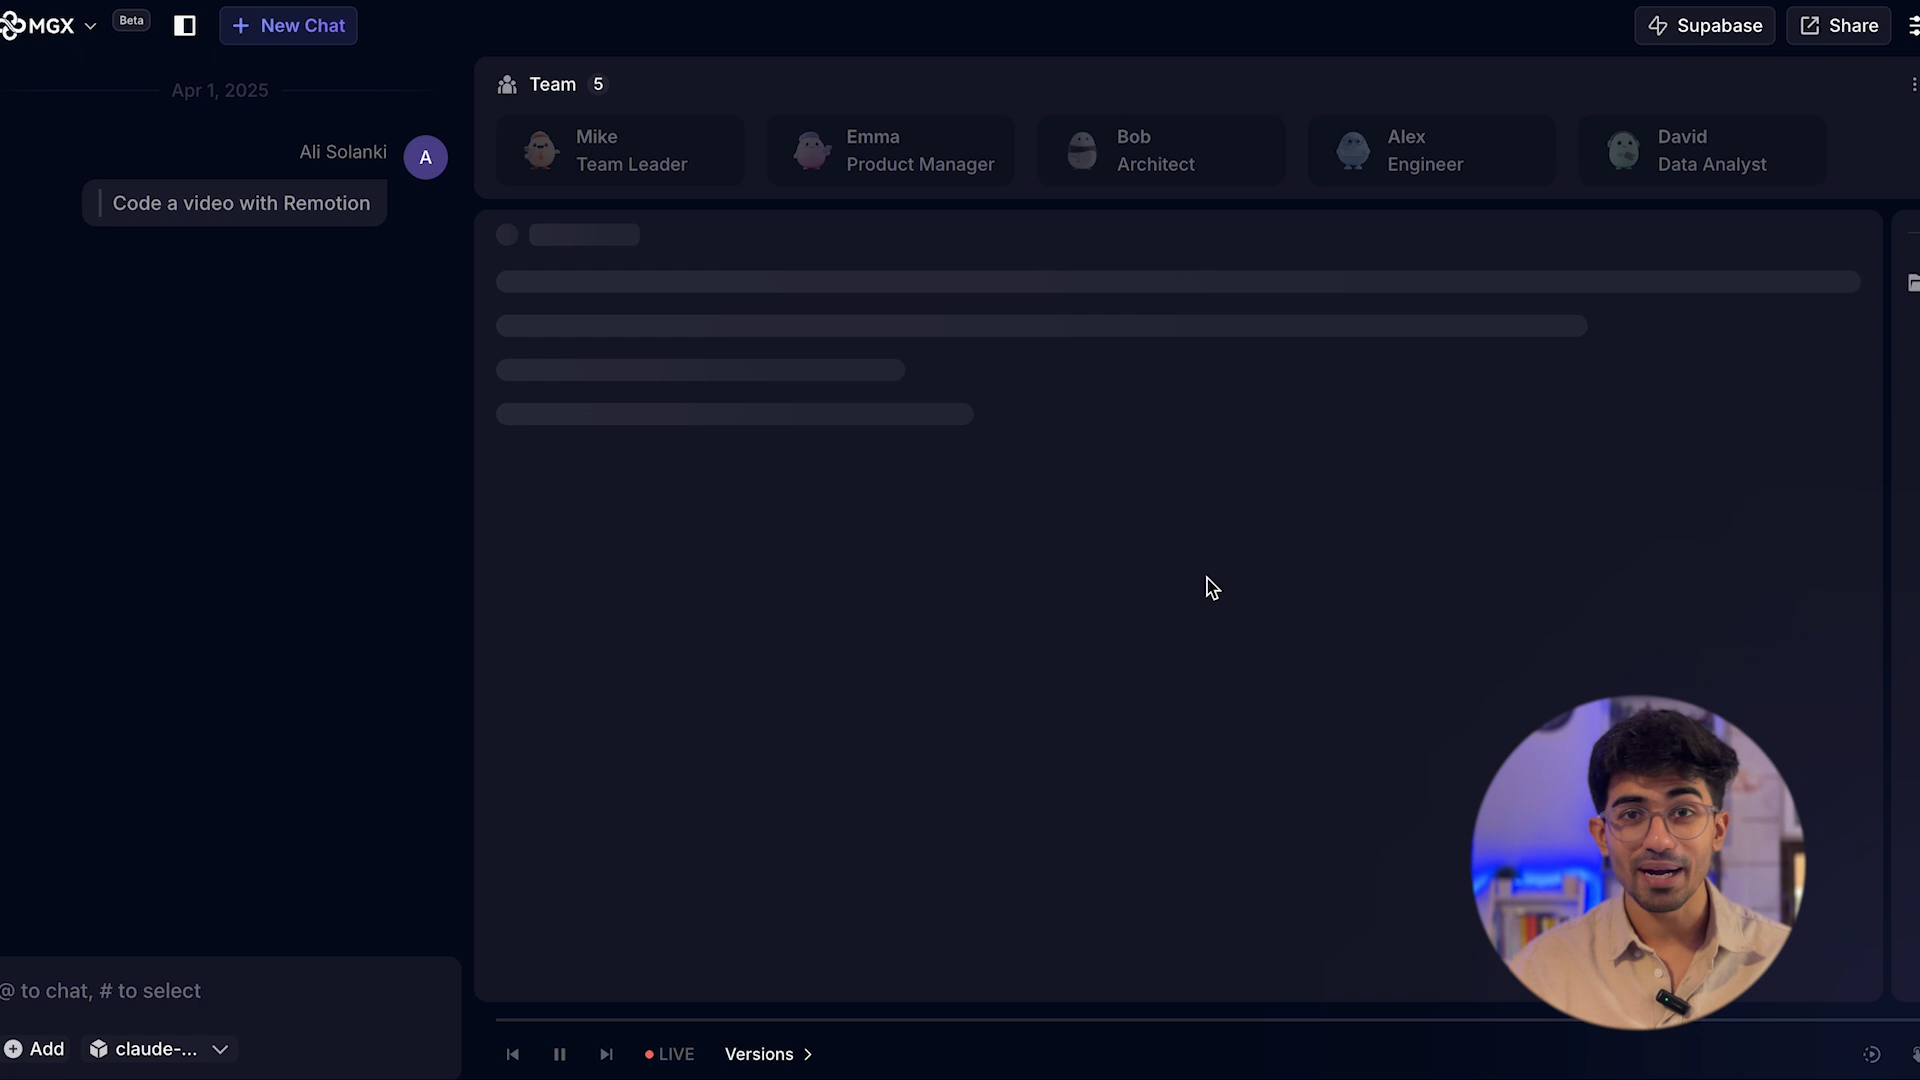 MGX
Beta
+ New Chat
Supabase
Share
Apr 1, 2025
Ali Solanki
A
Code a video with Remotion
Team 5
Mike
Team Leader
Emma
Product Manager
Bob
Architect
Alex
Engineer
David
Data Analyst
@ to chat, # to select
Add
claude-...
LIVE
Versions